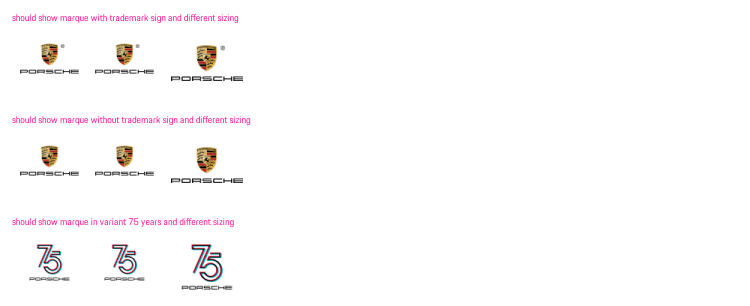 should show marque with trademark sign and different sizing
® ® ®
PORSCHE PORSCHE PORSCHE
should show marque without trademark sign and different sizing
PORSCHE PORSCHE PORSCHE
should show marque in variant 75 years and different sizing
75 75 75
PORSCHE PORSCHE PORSCHE